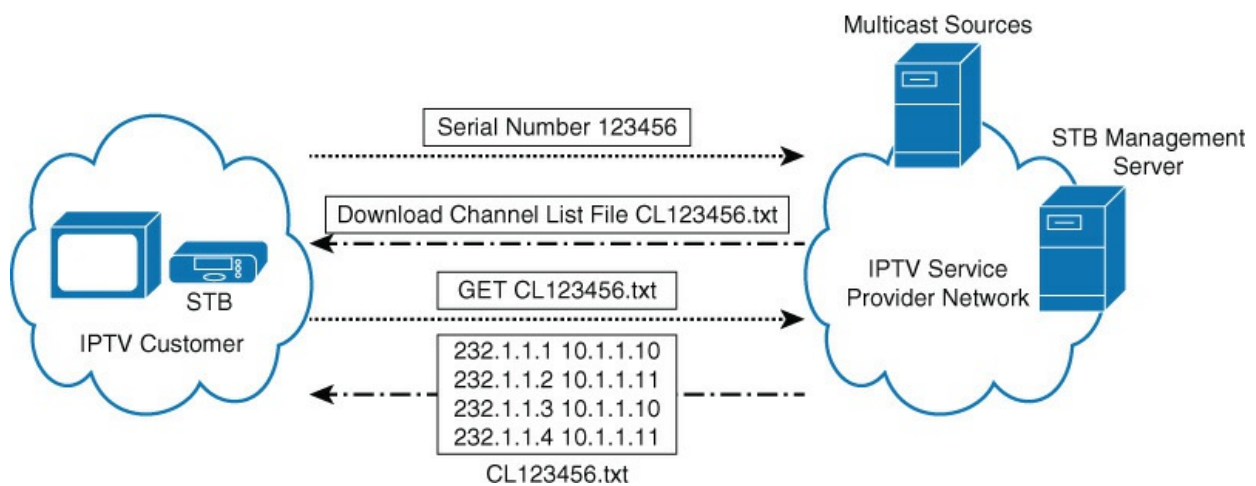 Multicast Sources
Serial Number 123456
STB Management
Server
Download Channel List File CL123456.txt
IPTV Service
Provider Network
STB
GET CL123456.txt
IPTV Customer
232.1.1.1 10.1.1.10
232.1.1.2 10.1.1.11
232.1.1.3 10.1.1.10
232.1.1.4 10.1.1.11
CL123456.txt